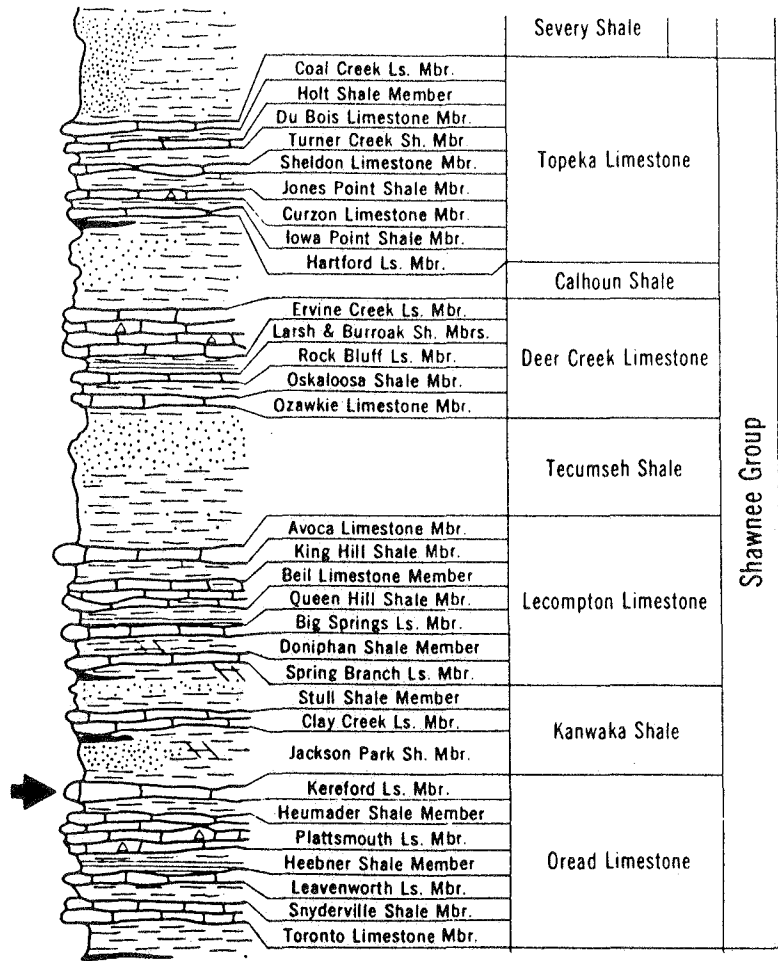 Severy Shale
Coal Creek Ls. Mbr.
Holt Shale Member
Du Bois Limestone Mbr.
Turner Creek Sh. Mbr
Sheldon Limestone Mbr.
Jones Point Shale Mbr.
Curzon Limestone Mbr.
Iowa Point Shale Mbr.
Hartford Ls. Mbr.
Topeka Limestone
Calhoun Shale
Ervine Creek Ls. Mbr.
Larsh & Burroak Sh. Mbrs.
Rock Bluff Ls. Mbr.
Oskaloosa Shale Mbr.
Ozawkie Limestone Mbr.
Deer Creek Limestone
Tecumseh Shale
Avoca Limestone Mbr.
King Hill Shale Mbr.
Beil Limestone Member
Queen Hill Shale Mbr.
Big Springs Ls. Mbr.
Doniphan Shale Member
Spring Branch Ls. Mbr.
Lecompton Limestone
Stull Shale Member
Clay Creek Ls. Mbr.
Jackson Park Sh. Mbr.
Kanwaka Shale
Kereford Ls. Mbr.
Heumader Shale Member
Plattsmouth Ls. Mbr.
Heebner Shale Member
Leavenworth Ls. Mbr.
Snyderville Shale Mbr.
Toronto Limestone Mbr.
Oread Limestone
Shawnee Group